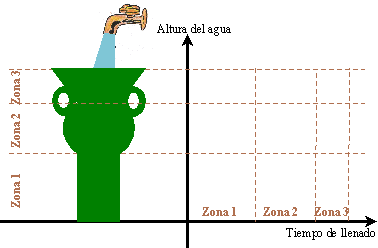 Altura del agua
Zona 3
Zona 2
Zona 1
Zona 1
Zona 2
Zona 3
Tiempo de llenado